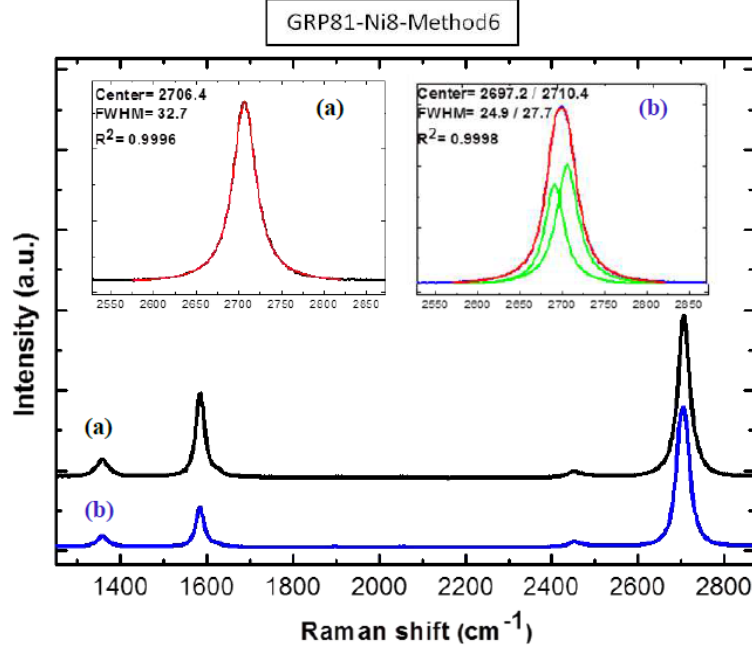 GRP81-Ni8-Method6
Center= 2706.4
FWHM= 32.7
R²= 0.9996
(a)
2550 2600 2650 2700 2750 2800 2850
Center= 2697.2 / 2710.4
FWHM= 24.9 / 27.7
R²= 0.9998
(b)
2550 2600 2650 2700 2750 2800 2850
Intensity (a.u.)
(a)
(b)
1400 1600 1800 2000 2200 2400 2600 2800
Raman shift (cm⁻¹)